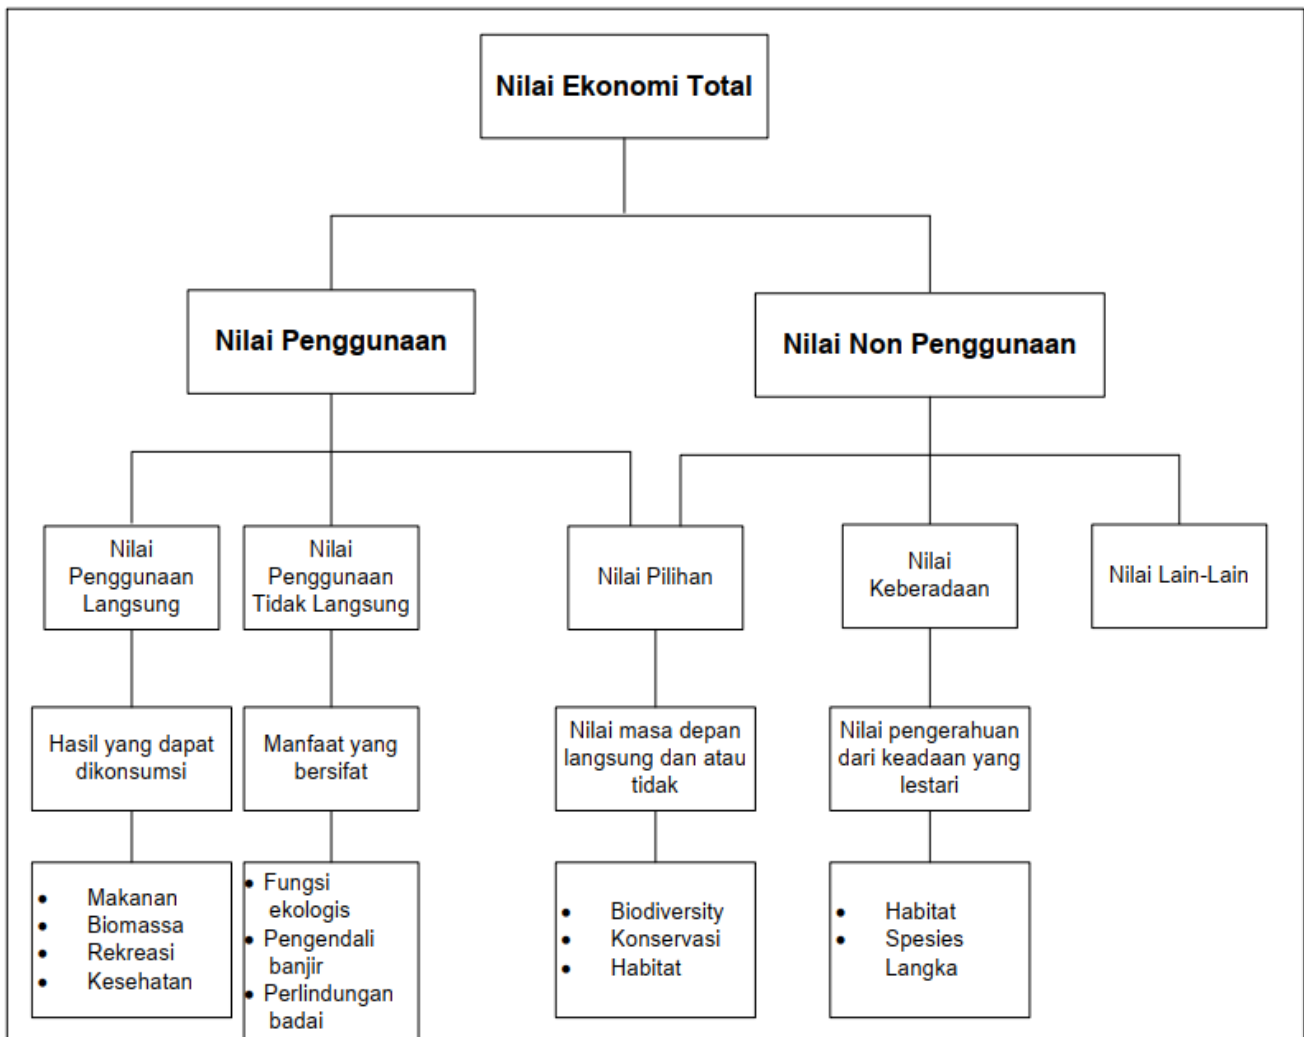 Nilai Ekonomi Total
Nilai Penggunaan
Nilai Non Penggunaan
Nilai
Penggunaan
Langsung
Nilai
Penggunaan
Tidak Langsung
Nilai Pilihan
Nilai
Keberadaan
Nilai Lain-Lain
Hasil yang dapat
dikonsumsi
Manfaat yang
bersifat
Nilai masa depan
langsung dan atau
tidak
Nilai pengerahuan
dari keadaan yang
lestari
• Makanan
• Biomassa
• Rekreasi
• Kesehatan
• Fungsi
ekologis
• Pengendali
banjir
• Perlindungan
badai
• Biodiversity
• Konservasi
• Habitat
• Habitat
• Spesies
Langka